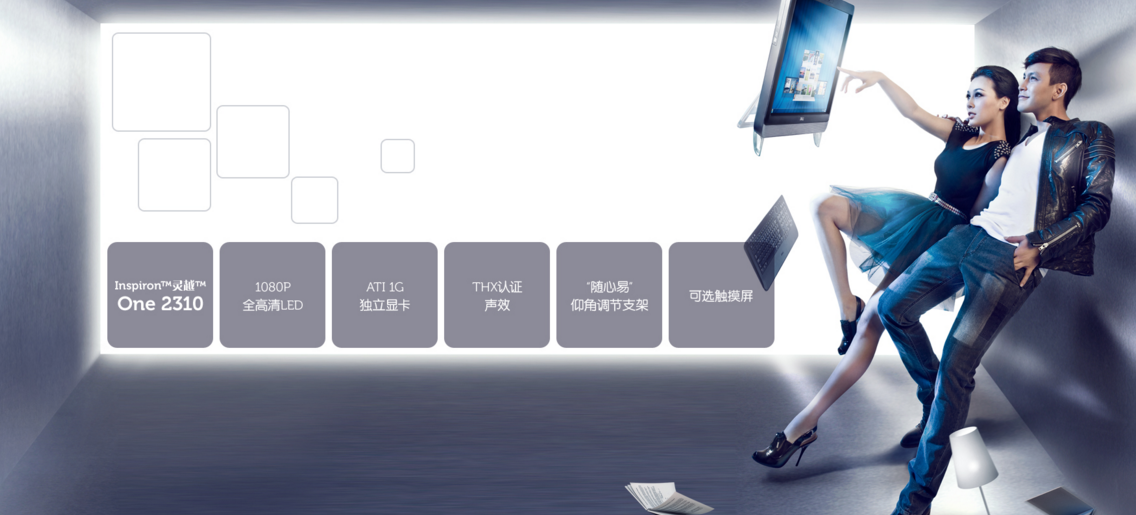 Inspiron™灵越™
One 2310
1080P
全高清LED
ATI 1G
独立显卡
THX认证
声效
“随心易”
仰角调节支架
可选触摸屏